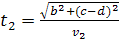 t₂ = √(b² + (c − d)²) / v₂